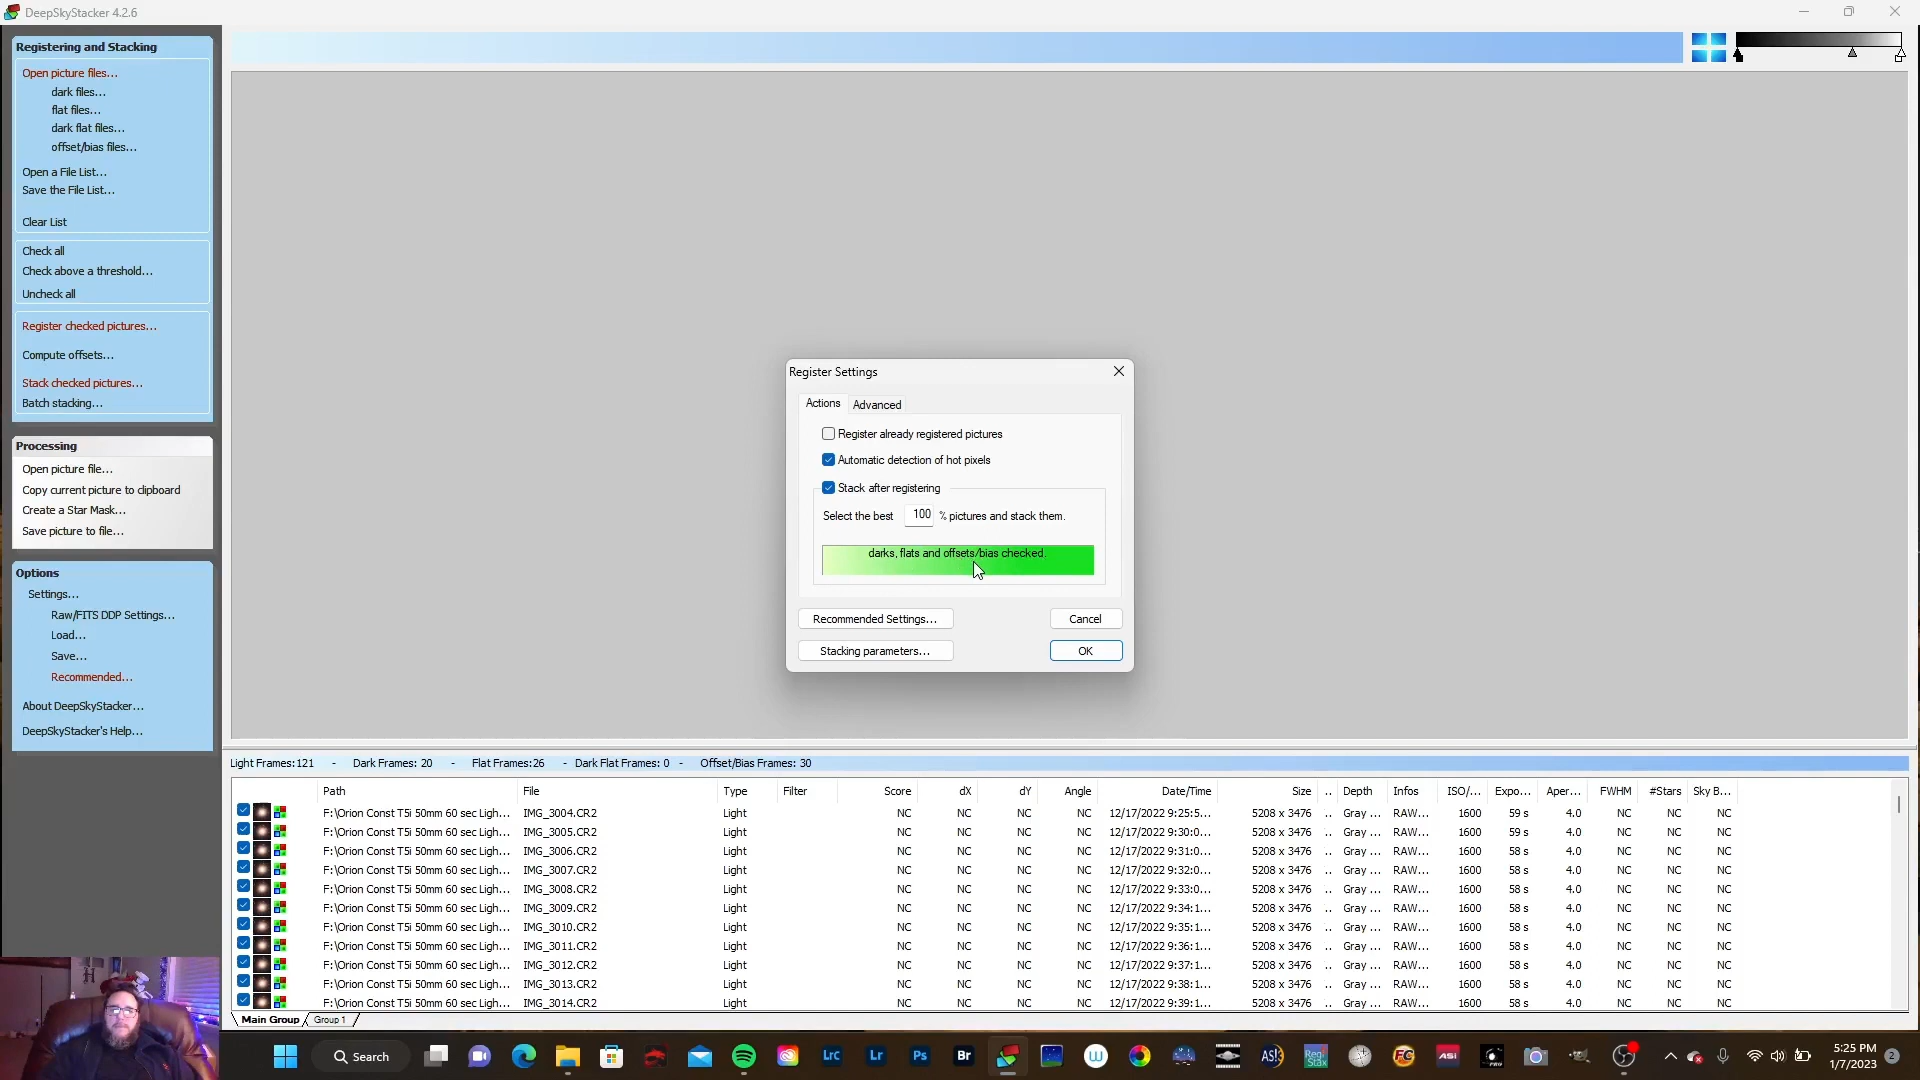 DeepSkyStacker 4.2.6
Registering and Stacking
Open picture files...
dark files...
flat files...
dark flat files...
offset/bias files...
Open a File List...
Save the File List...
Clear List
Check all
Check above a threshold...
Uncheck all
Register checked pictures...
Compute offsets...
Stack checked pictures...
Batch stacking...
Processing
Open picture file...
Copy current picture to clipboard
Create a Star Mask...
Save picture to file...
Options
Settings...
Raw/FITS DDP Settings...
Load...
Save...
Recommended...
About DeepSkyStacker...
DeepSkyStacker's Help...
Register Settings
Actions Advanced
Register already registered pictures
Automatic detection of hot pixels
Stack after registering
Select the best 100 % pictures and stack them.
darks, flats and offsets/bias checked.
Recommended Settings... Cancel
Stacking parameters... OK
Light Frames:121 - Dark Frames: 20 - Flat Frames:26 - Dark Flat Frames: 0 - Offset/Bias Frames: 30
Path File Type Filter Score dX dY Angle Date/Time Size .. Depth Infos ISO/... Expo... Aper... FWHM #Stars Sky B...
F:\Orion Const T5i 50mm 60 sec Ligh... IMG_3004.CR2 Light NC NC NC NC 12/17/2022 9:25:5... 5208 x 3476 .. Gray ... RAW... 1600 59 s 4.0 NC NC NC
F:\Orion Const T5i 50mm 60 sec Ligh... IMG_3005.CR2 Light NC NC NC NC 12/17/2022 9:30:0... 5208 x 3476 .. Gray ... RAW... 1600 59 s 4.0 NC NC NC
F:\Orion Const T5i 50mm 60 sec Ligh... IMG_3006.CR2 Light NC NC NC NC 12/17/2022 9:31:0... 5208 x 3476 .. Gray ... RAW... 1600 58 s 4.0 NC NC NC
F:\Orion Const T5i 50mm 60 sec Ligh... IMG_3007.CR2 Light NC NC NC NC 12/17/2022 9:32:0... 5208 x 3476 .. Gray ... RAW... 1600 58 s 4.0 NC NC NC
F:\Orion Const T5i 50mm 60 sec Ligh... IMG_3008.CR2 Light NC NC NC NC 12/17/2022 9:33:0... 5208 x 3476 .. Gray ... RAW... 1600 58 s 4.0 NC NC NC
F:\Orion Const T5i 50mm 60 sec Ligh... IMG_3009.CR2 Light NC NC NC NC 12/17/2022 9:34:1... 5208 x 3476 .. Gray ... RAW... 1600 58 s 4.0 NC NC NC
F:\Orion Const T5i 50mm 60 sec Ligh... IMG_3010.CR2 Light NC NC NC NC 12/17/2022 9:35:1... 5208 x 3476 .. Gray ... RAW... 1600 58 s 4.0 NC NC NC
F:\Orion Const T5i 50mm 60 sec Ligh... IMG_3011.CR2 Light NC NC NC NC 12/17/2022 9:36:1... 5208 x 3476 .. Gray ... RAW... 1600 58 s 4.0 NC NC NC
F:\Orion Const T5i 50mm 60 sec Ligh... IMG_3012.CR2 Light NC NC NC NC 12/17/2022 9:37:1... 5208 x 3476 .. Gray ... RAW... 1600 58 s 4.0 NC NC NC
F:\Orion Const T5i 50mm 60 sec Ligh... IMG_3013.CR2 Light NC NC NC NC 12/17/2022 9:38:1... 5208 x 3476 .. Gray ... RAW... 1600 58 s 4.0 NC NC NC
F:\Orion Const T5i 50mm 60 sec Ligh... IMG_3014.CR2 Light NC NC NC NC 12/17/2022 9:39:1... 5208 x 3476 .. Gray ... RAW... 1600 58 s 4.0 NC NC NC
Main Group Group 1
Search Lrc Lr Ps Br AS! Reg Stax FC ASI 5:25 PM 2
1/7/2023